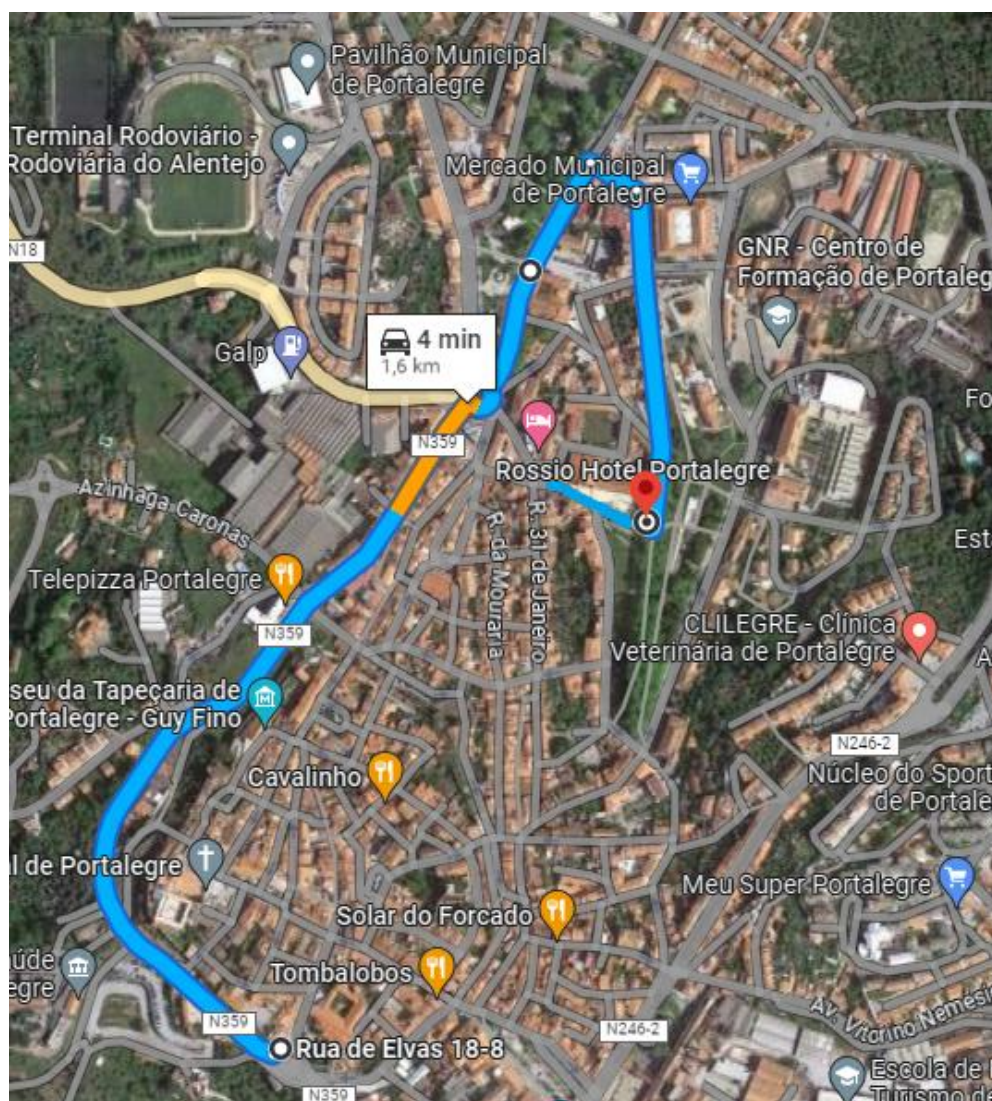 Pavilhão Municipal
de Portalegre
Terminal Rodoviário -
Rodoviária do Alentejo
Mercado Municipal
de Portalegre
N18
GNR - Centro de
Formação de Portaleg
4 min
1,6 km
Galp
Fo
N359
Rossio Hotel Portalegre
Azinhaga Caronas
R. da Mouraria
R. 31 de Janeiro
Est
Telepizza Portalegre
N359
CLILEGRE - Clínica
Veterinária de Portalegre
A
seu da Tapeçaria de
Portalegre - Guy Fino
N246-2
Cavalinho
Núcleo do Sport
de Portale
l de Portalegre
Meu Super Portalegre
Solar do Forcado
úde
egre
Tombalobos
Av. Vitorino Nemési
N359
N246-2
Rua de Elvas 18-8
N359
Escola de
Turismo de